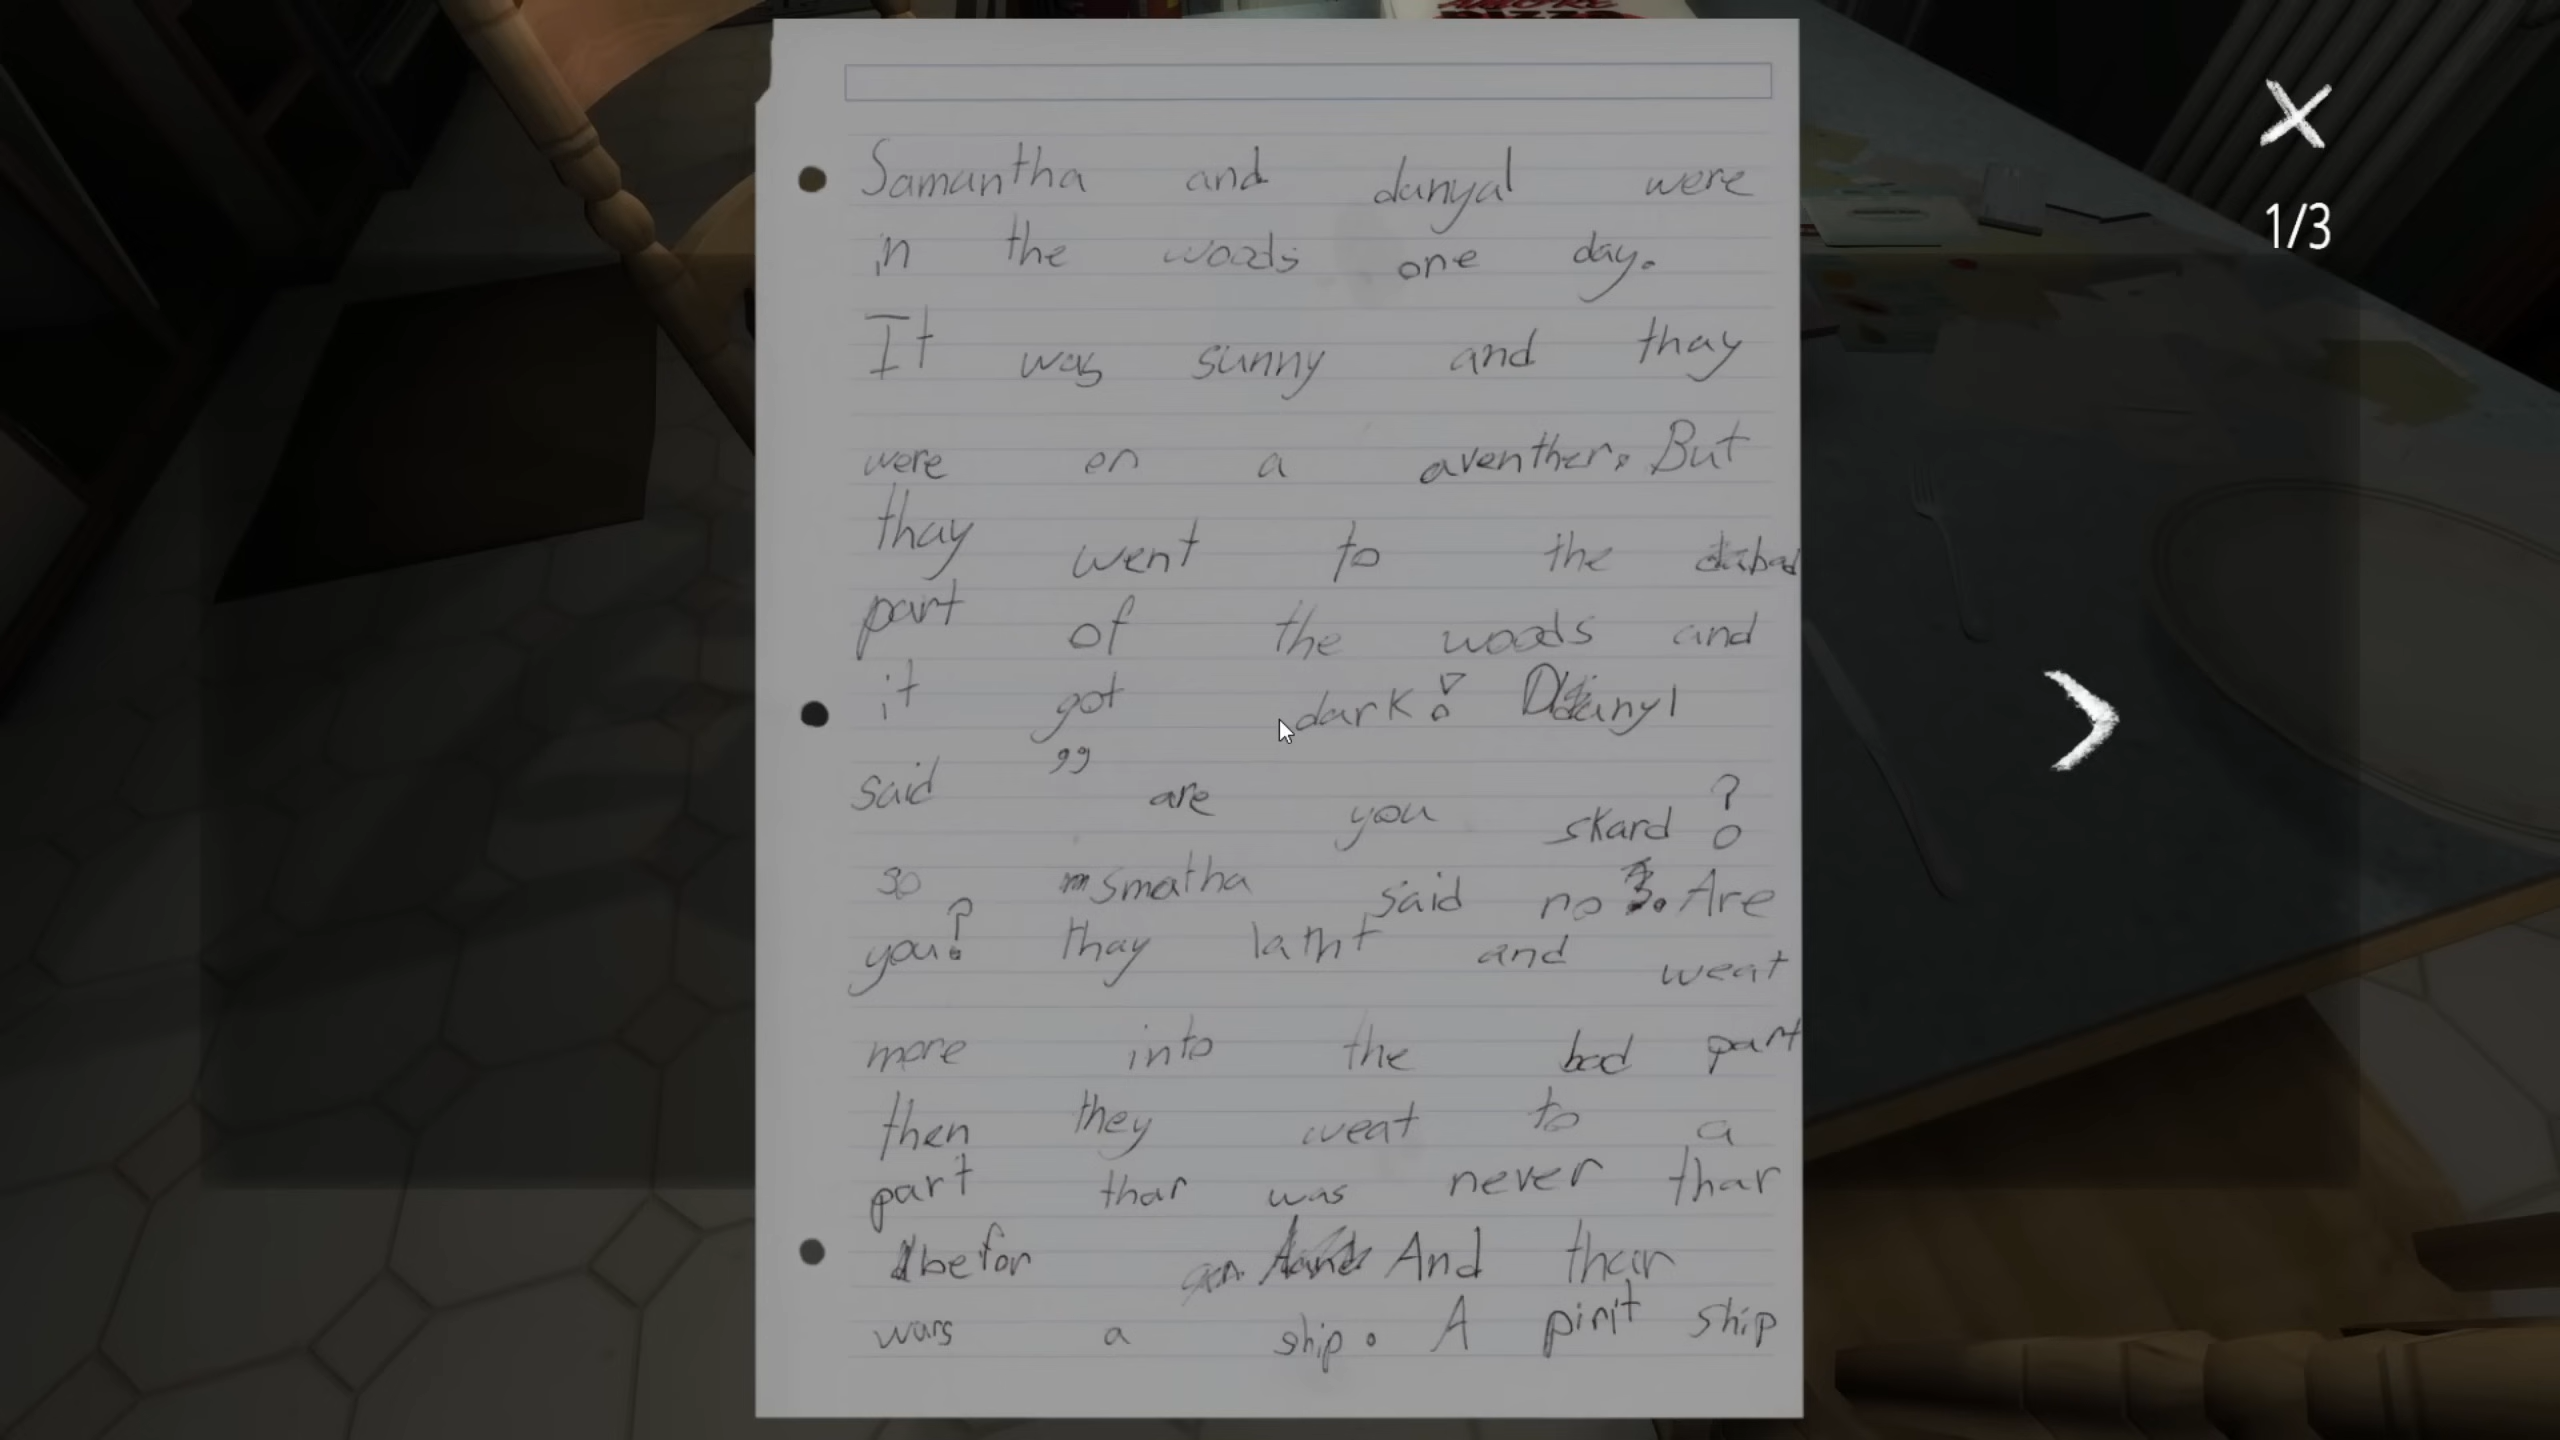 Samantha and danyal were
in the woods one day.
It was sunny and thay
were on a aventher. But
thay went to the bad
part of the woods and
it got dark! Danyl
said " are you skard?
so smatha said no. Are
you? thay latht and weat
more into the bad part
then they weat to a
part thar was never thar
befor And thar
wars a ship. A pirit ship
1/3